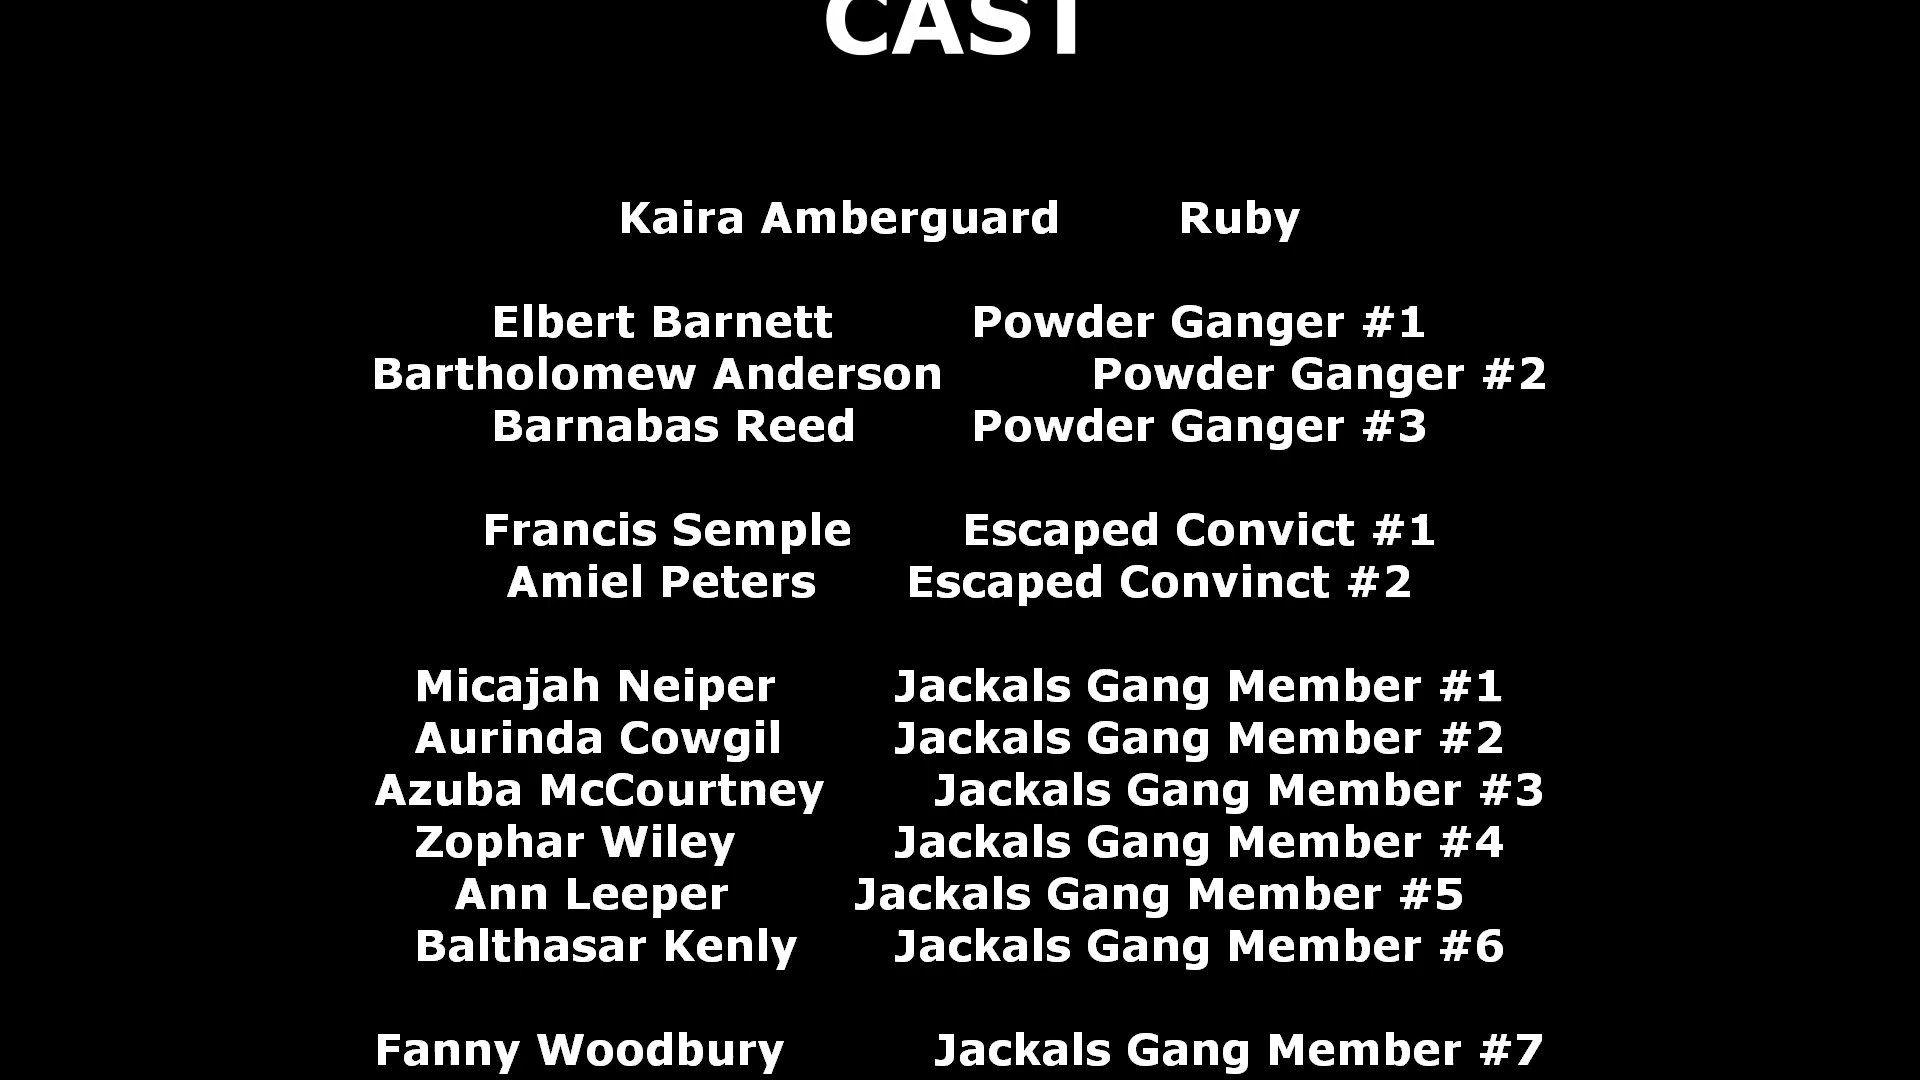 CAST
Kaira Amberguard Ruby
Elbert Barnett Powder Ganger #1
Bartholomew Anderson Powder Ganger #2
Barnabas Reed Powder Ganger #3
Francis Semple Escaped Convict #1
Amiel Peters Escaped Convinct #2
Micajah Neiper Jackals Gang Member #1
Aurinda Cowgil Jackals Gang Member #2
Azuba McCourtney Jackals Gang Member #3
Zophar Wiley Jackals Gang Member #4
Ann Leeper Jackals Gang Member #5
Balthasar Kenly Jackals Gang Member #6
Fanny Woodbury Jackals Gang Member #7